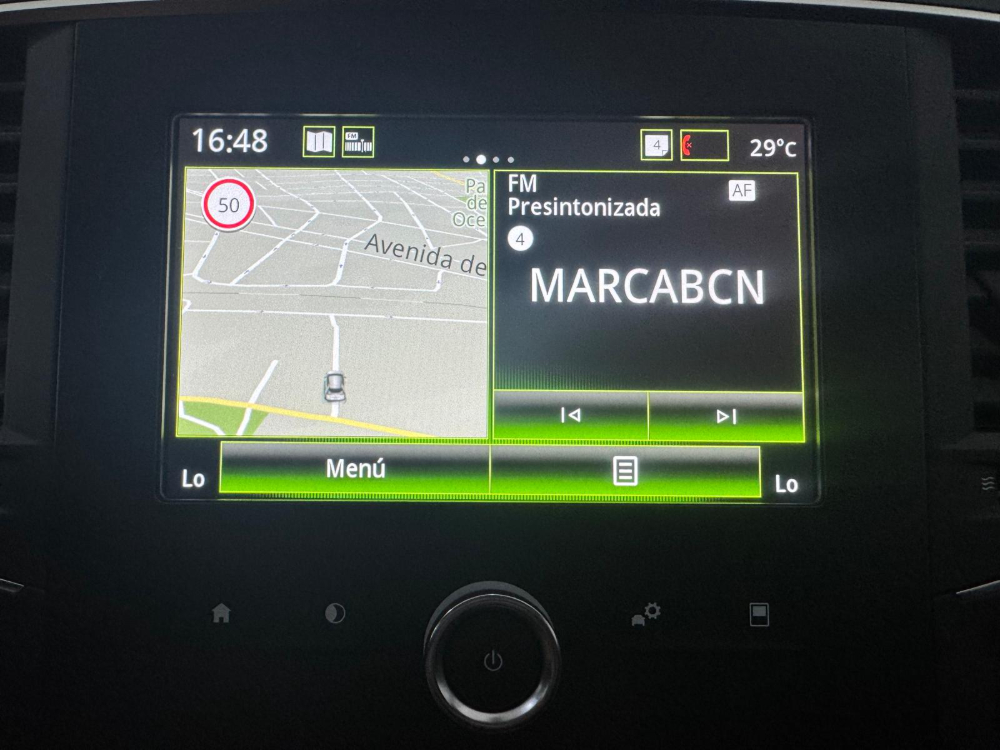 16:48
FM
4
29°C
50
Pa
de
Oce
Avenida de
FM
Presintonizada
AF
4
MARCABCN
Lo
Menú
Lo